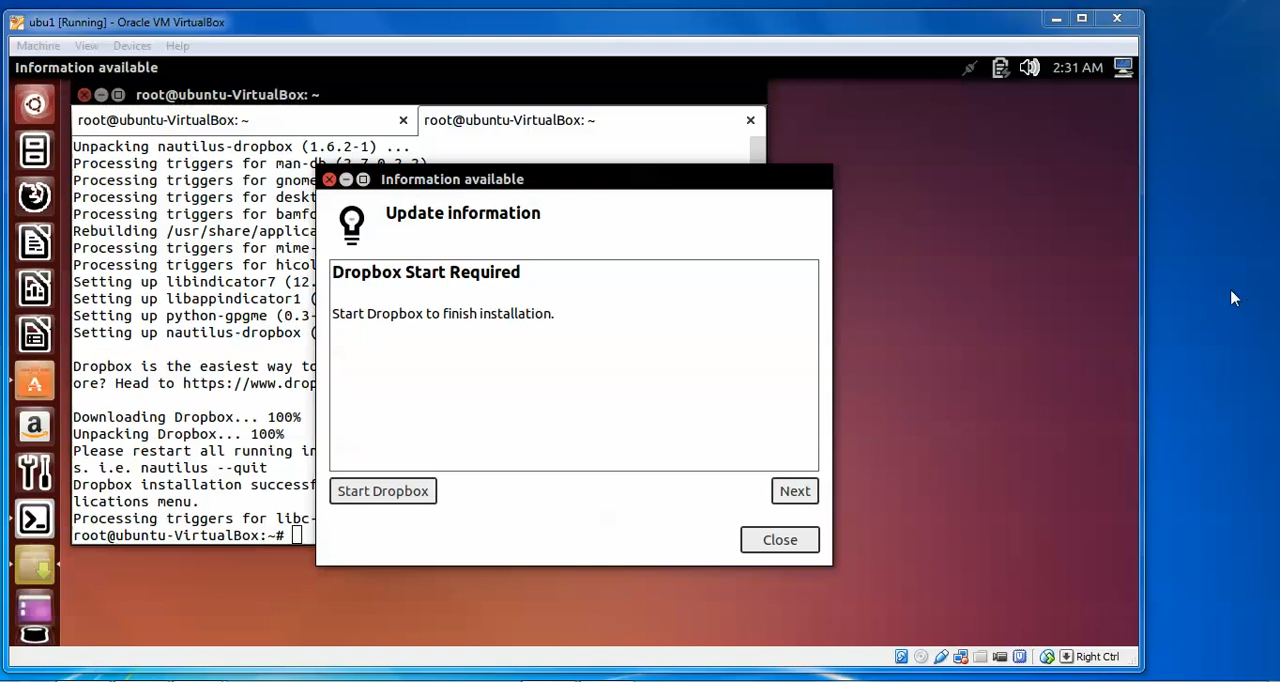 ubu1 [Running] - Oracle VM VirtualBox
Machine View Devices Help
Information available
2:31 AM
root@ubuntu-VirtualBox: ~
root@ubuntu-VirtualBox: ~
root@ubuntu-VirtualBox: ~
Unpacking nautilus-dropbox (1.6.2-1) ...
Processing triggers for man-db (2.7.0.2-2)
Processing triggers for gnome
Processing triggers for deskt
Processing triggers for bamfd
Rebuilding /usr/share/applica
Processing triggers for mime-
Processing triggers for hicol
Setting up libindicator7 (12.
Setting up libappindicator1 (
Setting up python-gpgme (0.3-
Setting up nautilus-dropbox (
Dropbox is the easiest way to
ore? Head to https://www.drop
Downloading Dropbox... 100%
Unpacking Dropbox... 100%
Please restart all running in
s. i.e. nautilus --quit
Dropbox installation successf
lications menu.
Processing triggers for libc-
root@ubuntu-VirtualBox:~#
Information available
Update information
Dropbox Start Required
Start Dropbox to finish installation.
Start Dropbox
Next
Close
Right Ctrl